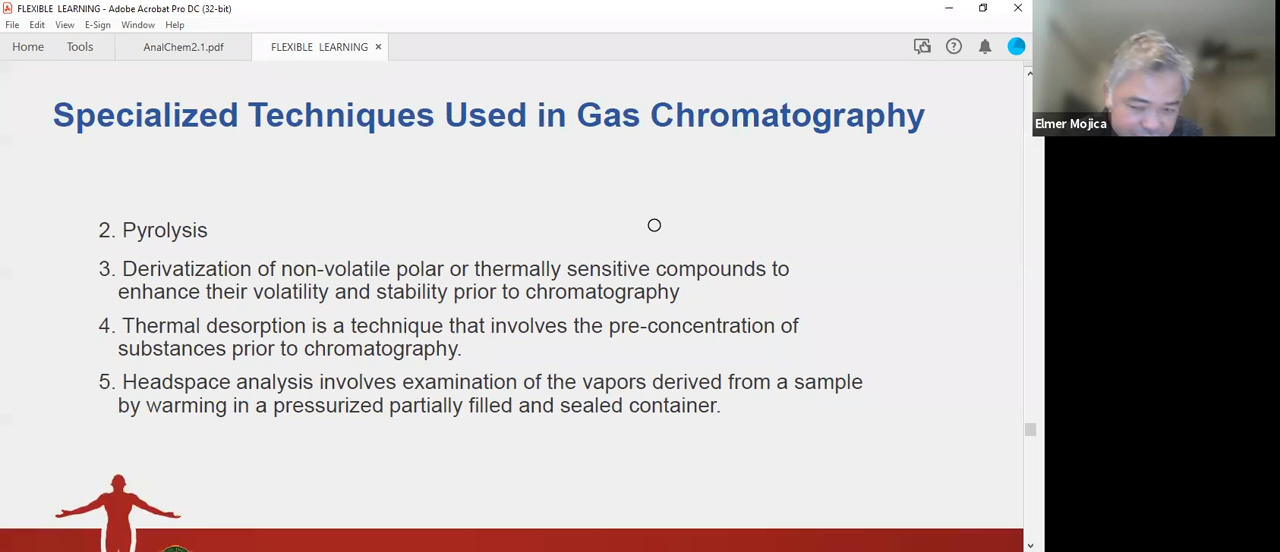 FLEXIBLE LEARNING - Adobe Acrobat Pro DC (32-bit)
File Edit View E-Sign Window Help
Home Tools AnalChem2.1.pdf FLEXIBLE LEARNING ×
Specialized Techniques Used in Gas Chromatography
Elmer Mojica
2. Pyrolysis
3. Derivatization of non-volatile polar or thermally sensitive compounds to
enhance their volatility and stability prior to chromatography
4. Thermal desorption is a technique that involves the pre-concentration of
substances prior to chromatography.
5. Headspace analysis involves examination of the vapors derived from a sample
by warming in a pressurized partially filled and sealed container.